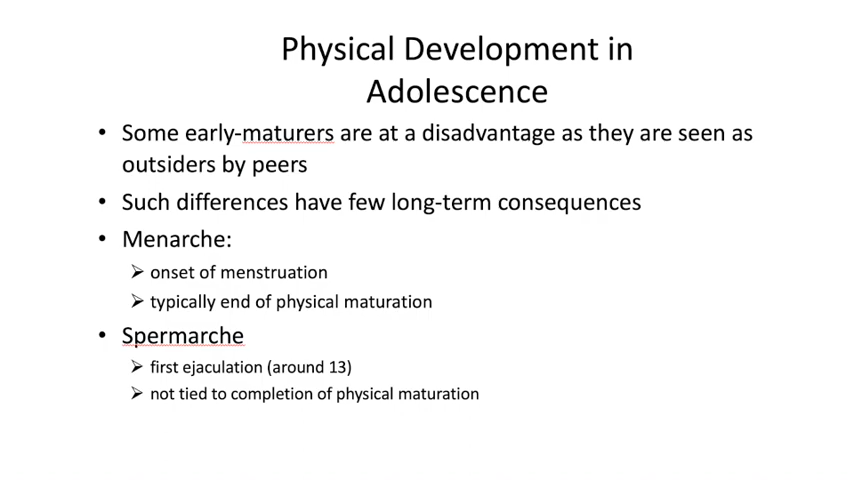 Physical Development in
Adolescence
• Some early-maturers are at a disadvantage as they are seen as
outsiders by peers
• Such differences have few long-term consequences
• Menarche:
➢ onset of menstruation
➢ typically end of physical maturation
• Spermarche
➢ first ejaculation (around 13)
➢ not tied to completion of physical maturation